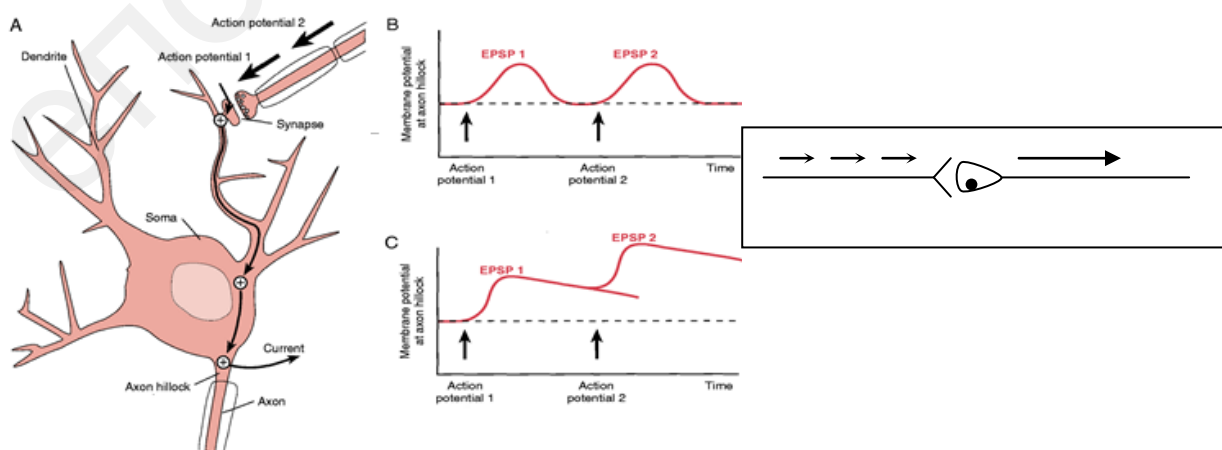 A
Action potential 2
Action potential 1
Dendrite
Synapse
Soma
Current
Axon hillock
Axon
B
EPSP 1
EPSP 2
Membrane potential
at axon hillock
Action
potential 1
Action
potential 2
Time
C
EPSP 1
EPSP 2
Membrane potential
at axon hillock
Action
potential 1
Action
potential 2
Time